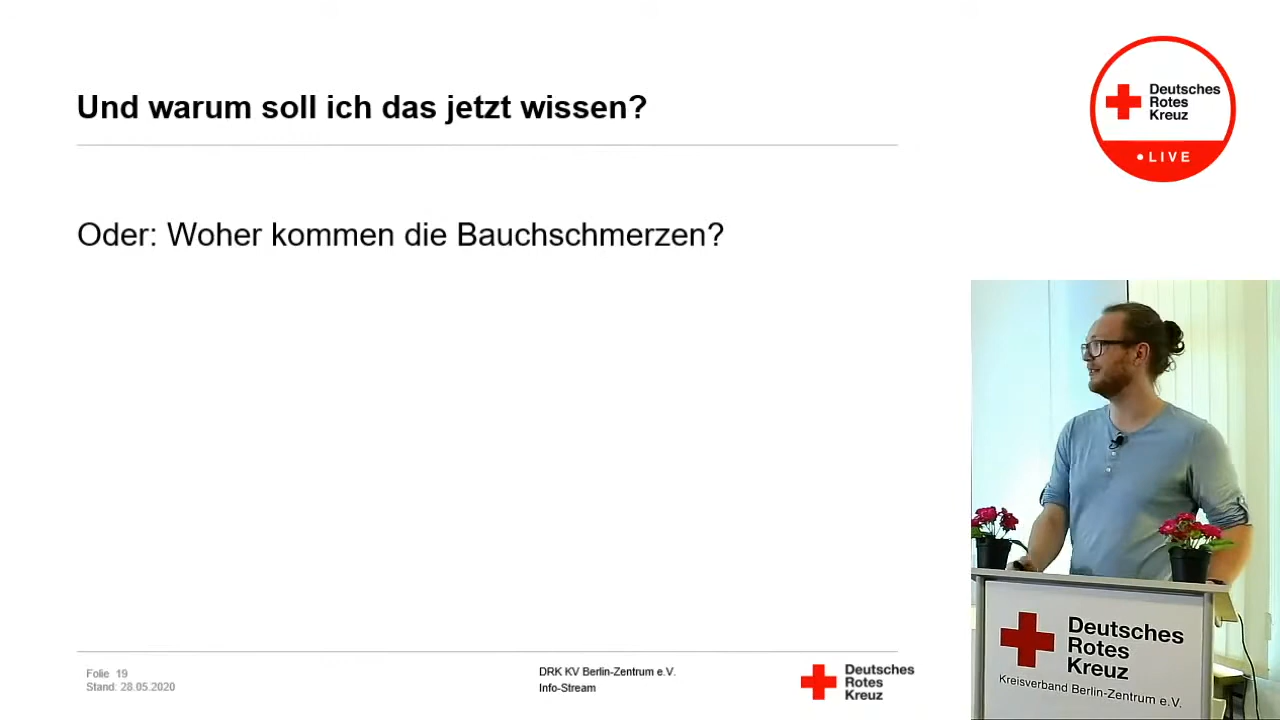 Und warum soll ich das jetzt wissen?
Oder: Woher kommen die Bauchschmerzen?
Deutsches
Rotes
Kreuz
LIVE
Folie 19
Stand: 28.05.2020
DRK KV Berlin-Zentrum e.V.
Info-Stream
Deutsches
Rotes
Kreuz
Deutsches
Rotes
Kreuz
Kreisverband Berlin-Zentrum e.V.